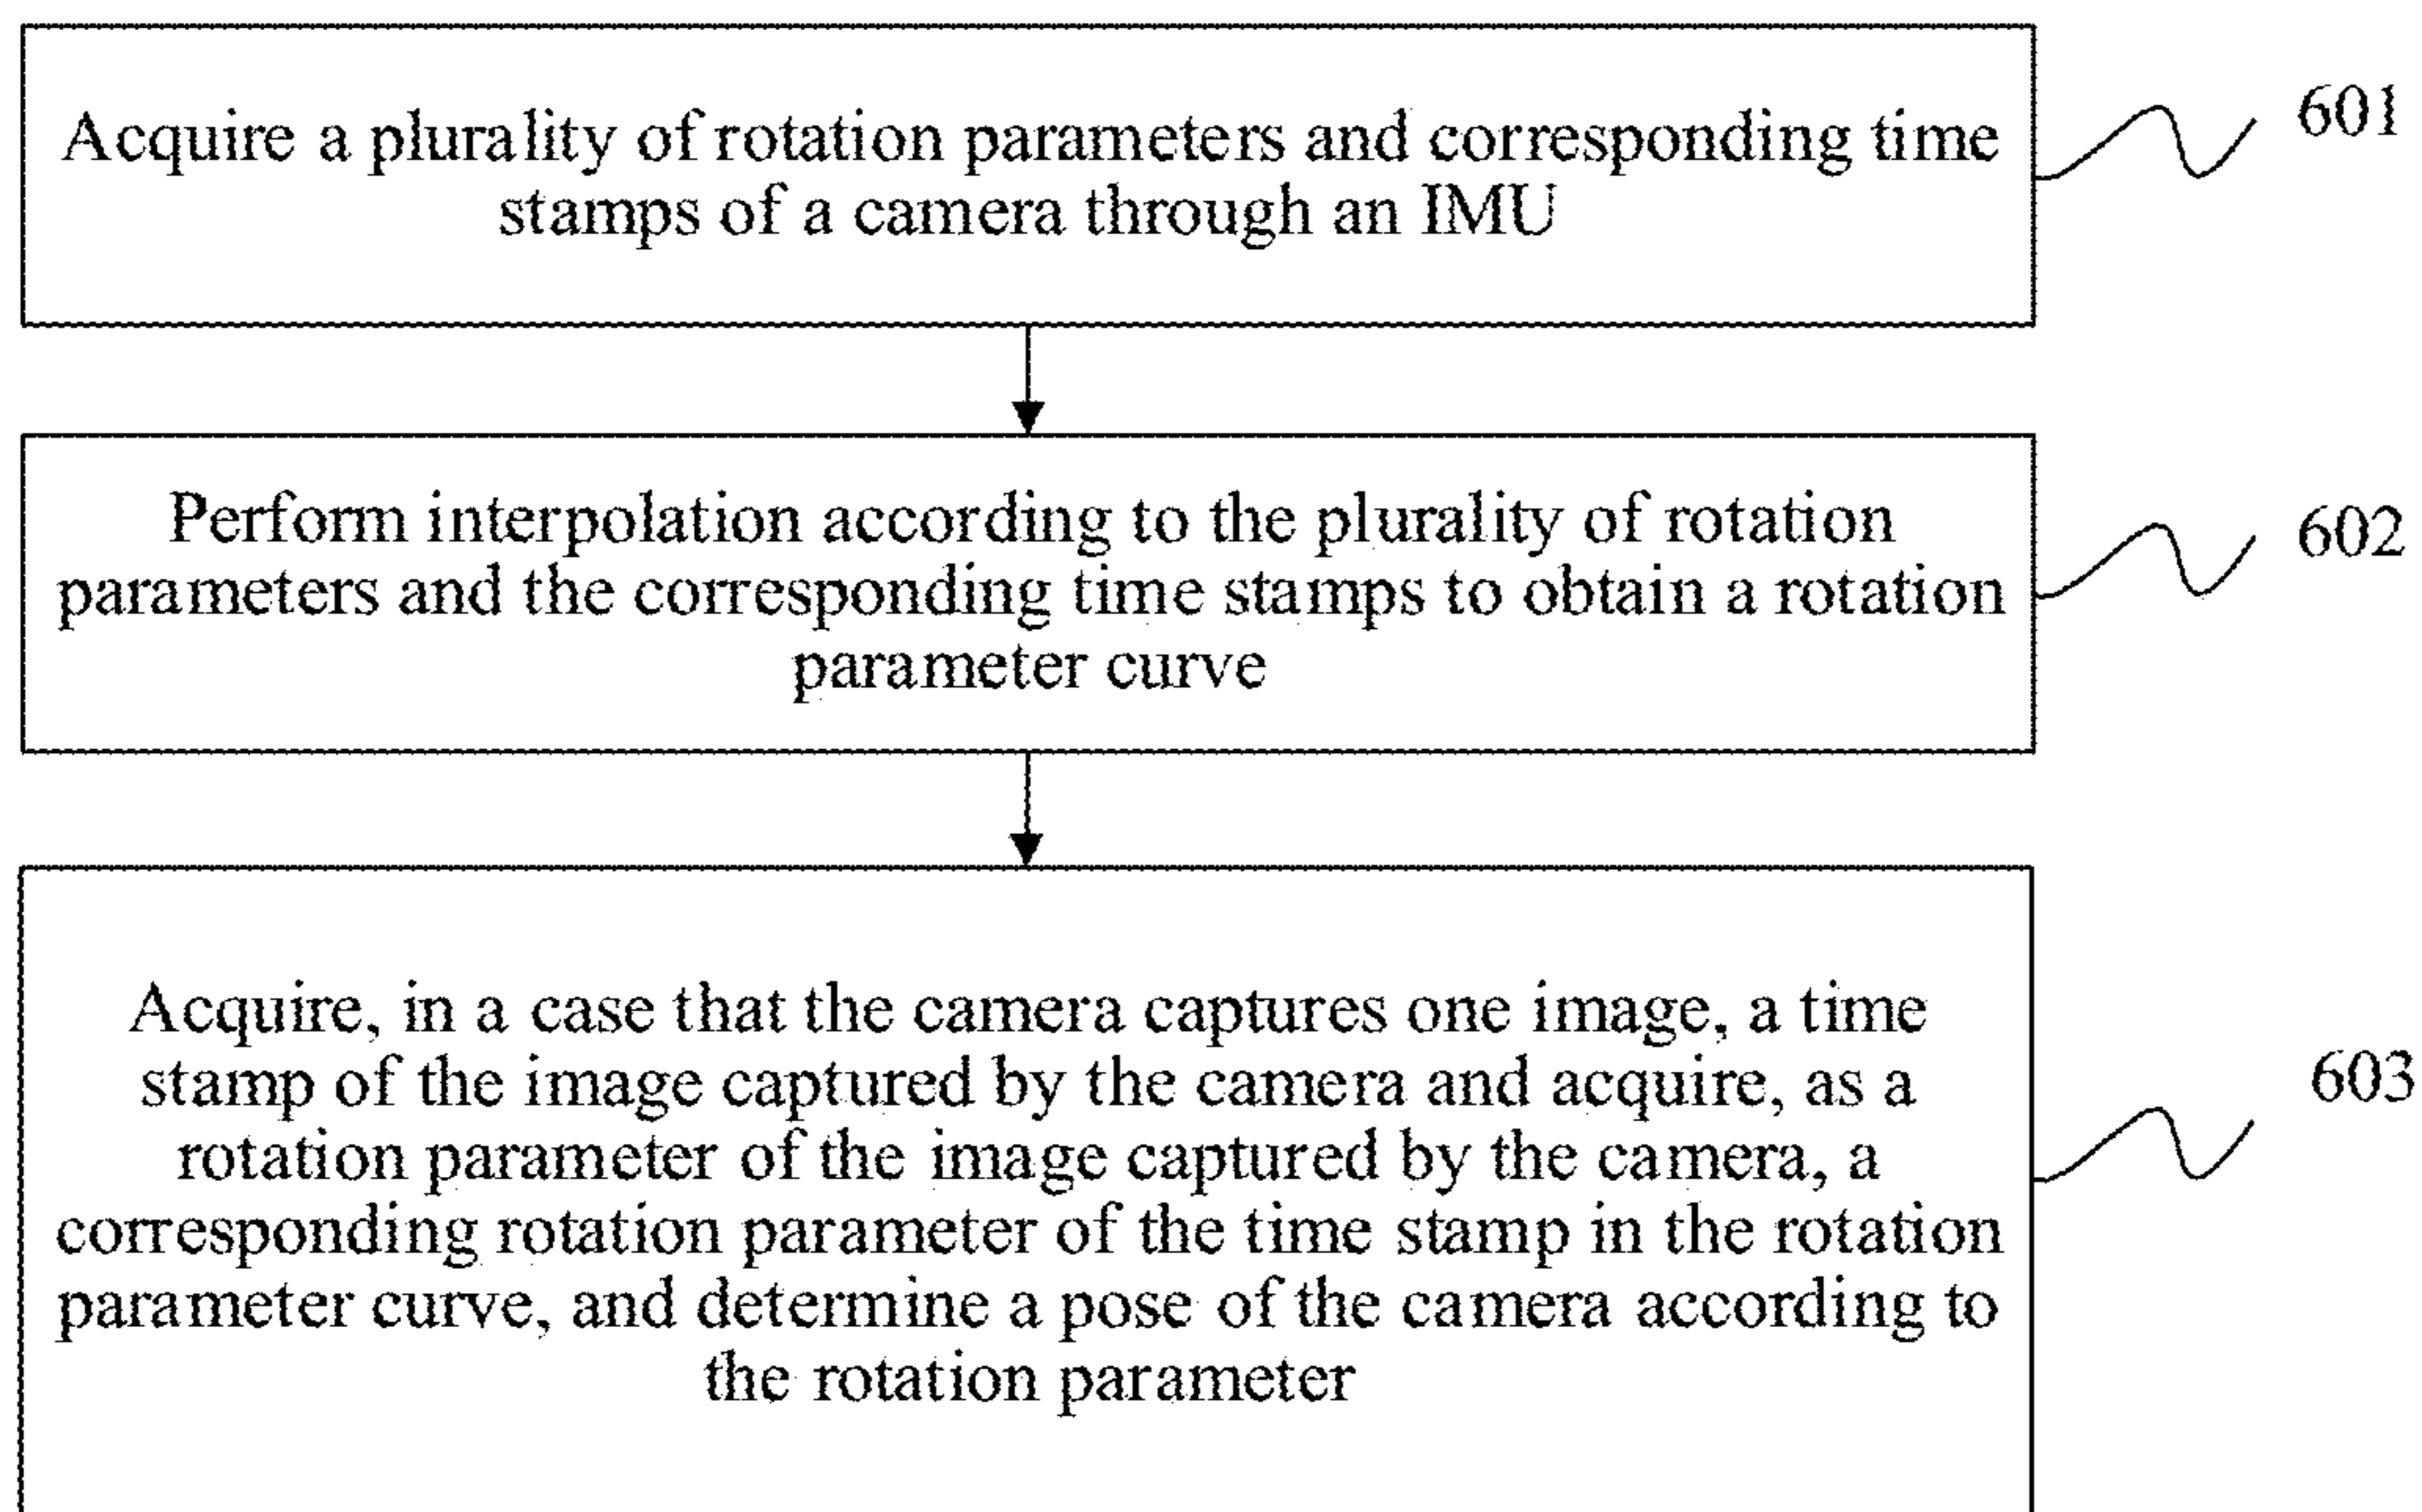 Acquire a plurality of rotation parameters and corresponding time
stamps of a camera through an IMU
601
Perform interpolation according to the plurality of rotation
parameters and the corresponding time stamps to obtain a rotation
parameter curve
602
Acquire, in a case that the camera captures one image, a time
stamp of the image captured by the camera and acquire, as a
rotation parameter of the image captured by the camera, a
corresponding rotation parameter of the time stamp in the rotation
parameter curve, and determine a pose of the camera according to
the rotation parameter
603